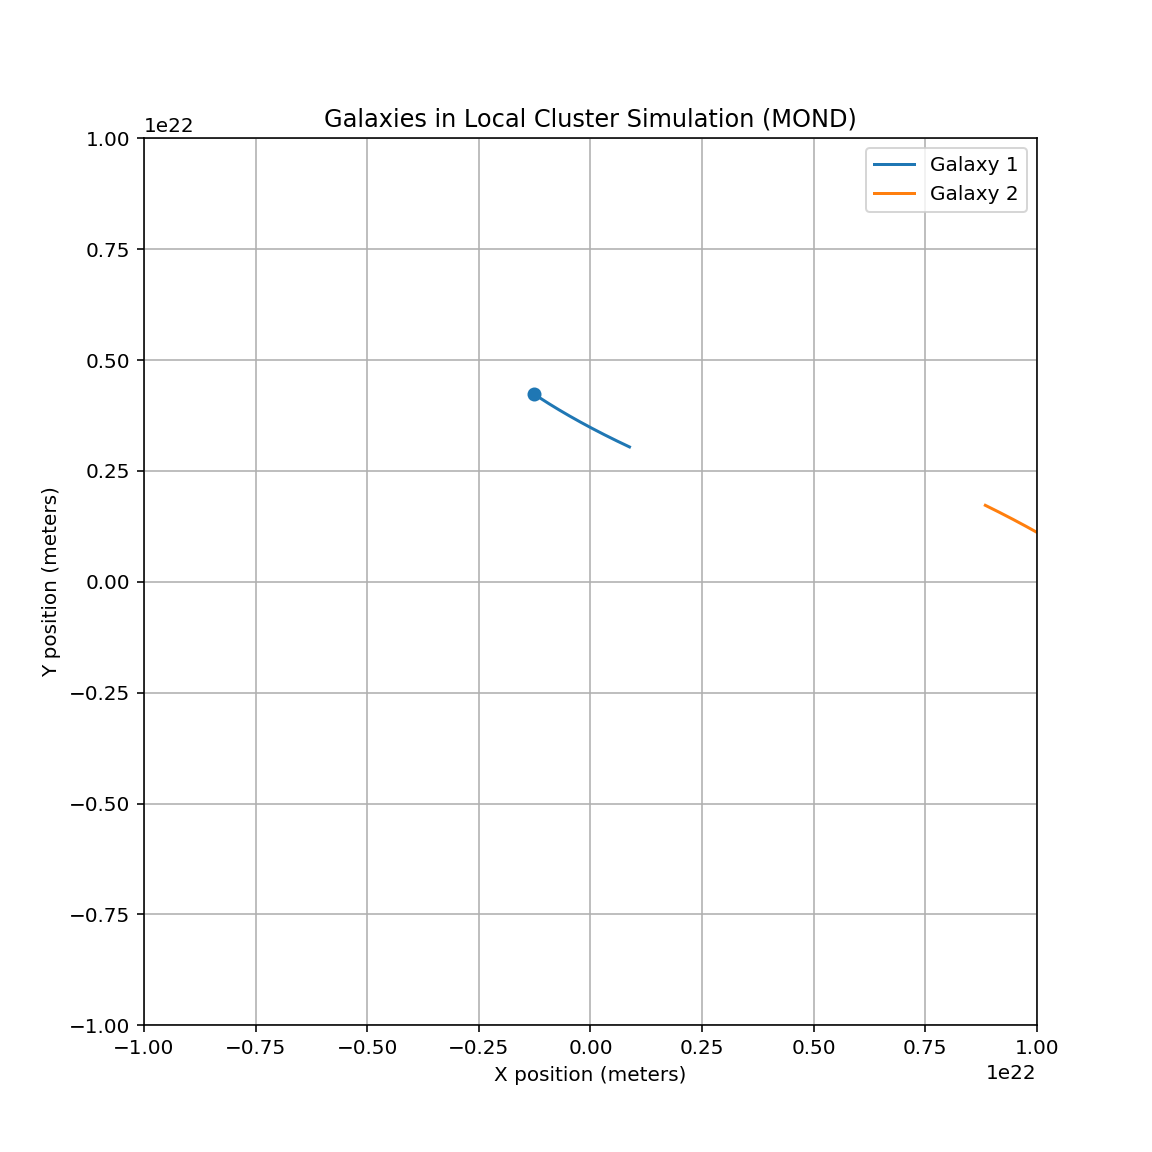 Galaxies in Local Cluster Simulation (MOND)
1e22
Galaxy 1
Galaxy 2
1.00
0.75
0.50
0.25
0.00
−0.25
−0.50
−0.75
−1.00
Y position (meters)
−1.00 −0.75 −0.50 −0.25 0.00 0.25 0.50 0.75 1.00
X position (meters)
1e22